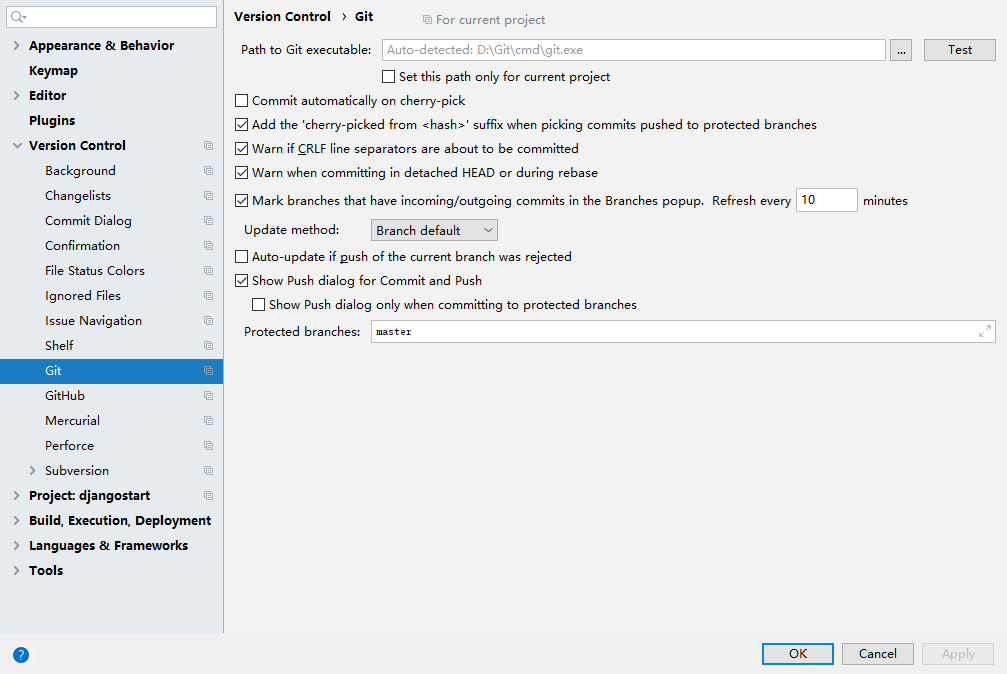 Appearance & Behavior
Keymap
Editor
Plugins
Version Control
Background
Changelists
Commit Dialog
Confirmation
File Status Colors
Ignored Files
Issue Navigation
Shelf
Git
GitHub
Mercurial
Perforce
Subversion
Project: djangostart
Build, Execution, Deployment
Languages & Frameworks
Tools
Version Control › Git For current project
Path to Git executable: Auto-detected: D:\Git\cmd\git.exe ... Test
Set this path only for current project
Commit automatically on cherry-pick
Add the 'cherry-picked from <hash>' suffix when picking commits pushed to protected branches
Warn if CRLF line separators are about to be committed
Warn when committing in detached HEAD or during rebase
Mark branches that have incoming/outgoing commits in the Branches popup. Refresh every 10 minutes
Update method: Branch default
Auto-update if push of the current branch was rejected
Show Push dialog for Commit and Push
Show Push dialog only when committing to protected branches
Protected branches: master
? OK Cancel Apply